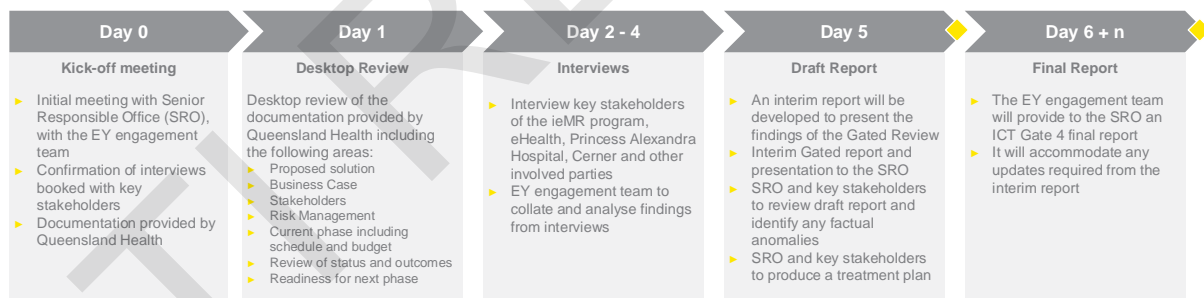 Day 0
Kick-off meeting
Initial meeting with Senior
Responsible Office (SRO),
with the EY engagement
team
Confirmation of interviews
booked with key
stakeholders
Documentation provided by
Queensland Health
Day 1
Desktop Review
Desktop review of the
documentation provided by
Queensland Health including
the following areas:
Proposed solution
Business Case
Stakeholders
Risk Management
Current phase including
schedule and budget
Review of status and outcomes
Readiness for next phase
Day 2 - 4
Interviews
Interview key stakeholders
of the ieMR program,
eHealth, Princess Alexandra
Hospital, Cerner and other
involved parties
EY engagement team to
collate and analyse findings
from interviews
Day 5
Draft Report
An interim report will be
developed to present the
findings of the Gated Review
Interim Gated report and
presentation to the SRO
SRO and key stakeholders
to review draft report and
identify any factual
anomalies
SRO and key stakeholders
to produce a treatment plan
Day 6 + n
Final Report
The EY engagement team
will provide to the SRO an
ICT Gate 4 final report
It will accommodate any
updates required from the
interim report